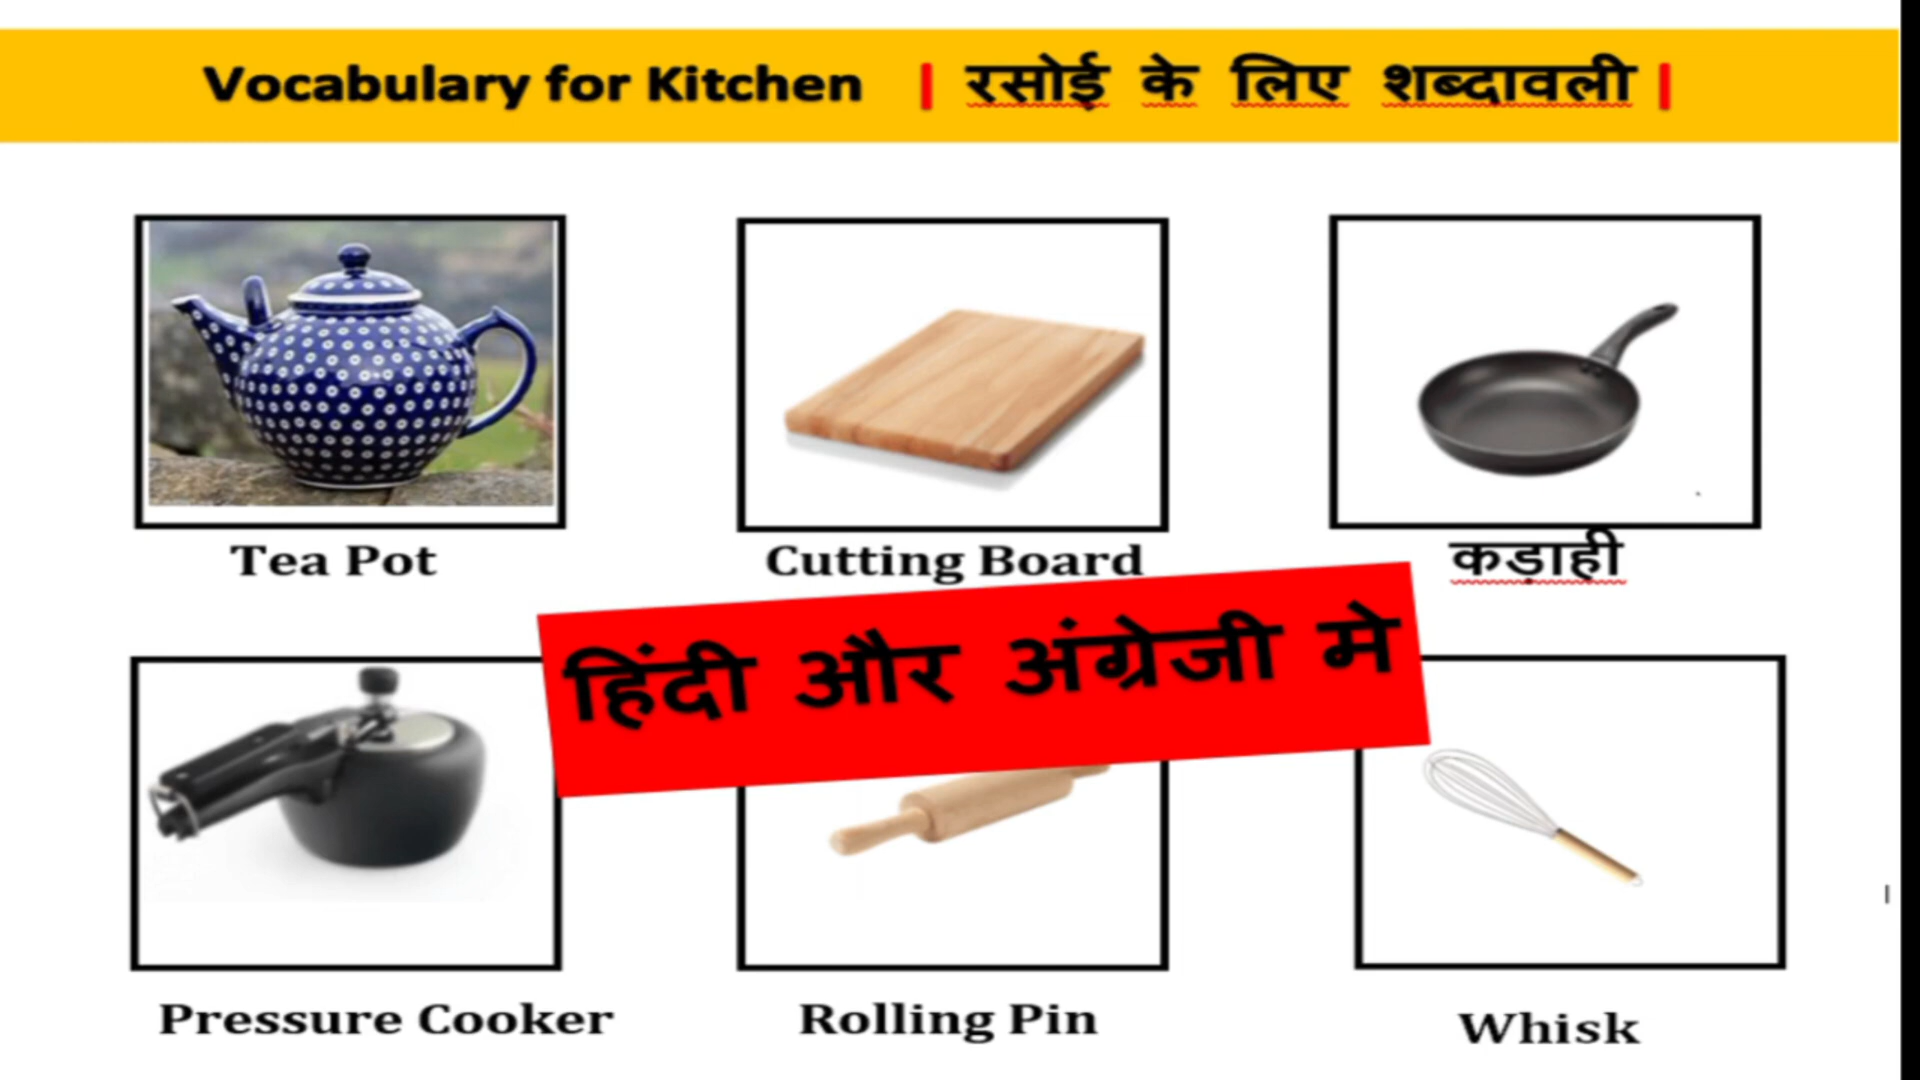 Vocabulary for Kitchen | रसोई के लिए शब्दावली |
Tea Pot
Cutting Board
कड़ाही
हिंदी और अंग्रेजी मे
Pressure Cooker
Rolling Pin
Whisk